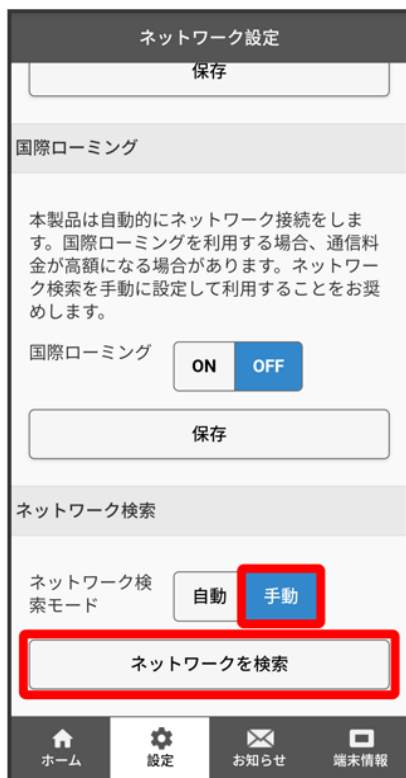 ネットワーク設定
保存
国際ローミング
本製品は自動的にネットワーク接続をしま
す。国際ローミングを利用する場合、通信料
金が高額になる場合があります。ネットワー
ク検索を手動に設定して利用することをお奨
めします。
国際ローミング ON OFF
保存
ネットワーク検索
ネットワーク検
索モード
自動 手動
ネットワークを検索
ホーム 設定 お知らせ 端末情報